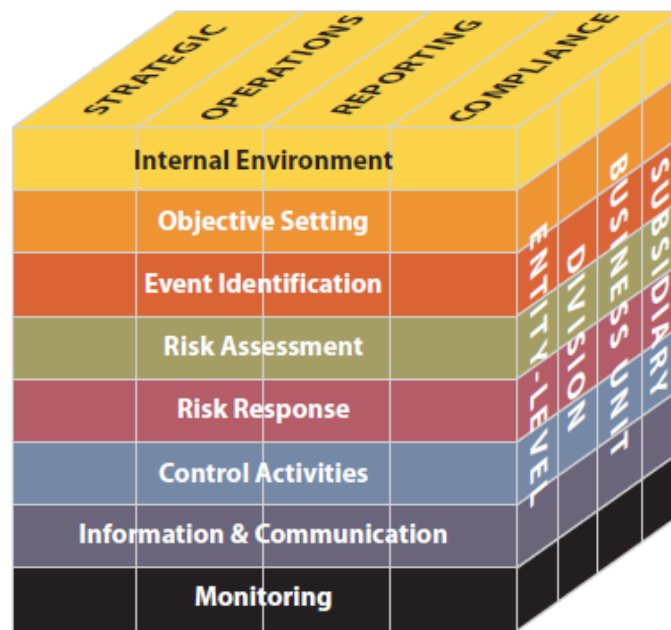 STRATEGIC
OPERATIONS
REPORTING
COMPLIANCE
Internal Environment
Objective Setting
Event Identification
Risk Assessment
Risk Response
Control Activities
Information & Communication
Monitoring
ENTITY-LEVEL
DIVISION
BUSINESS UNIT
SUBSIDIARY